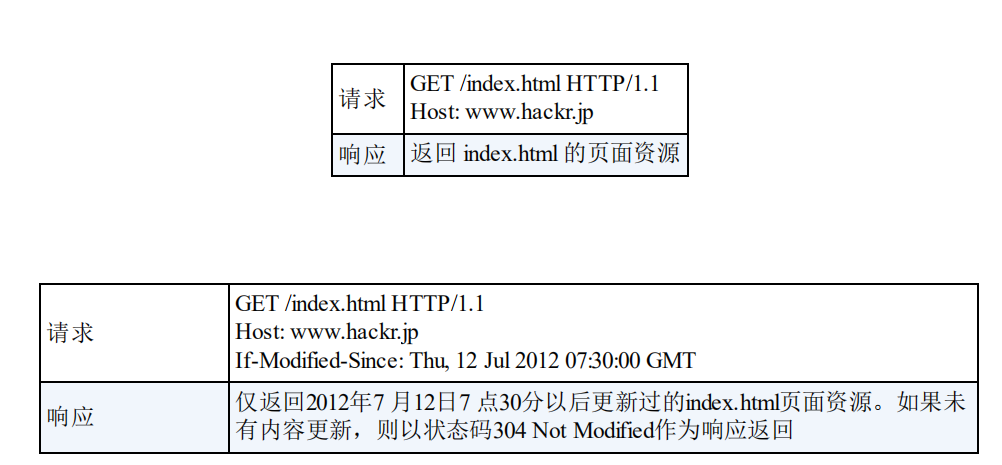 请求
GET /index.html HTTP/1.1
Host: www.hackr.jp
响应
返回 index.html 的页面资源
请求
GET /index.html HTTP/1.1
Host: www.hackr.jp
If-Modified-Since: Thu, 12 Jul 2012 07:30:00 GMT
响应
仅返回2012年7 月12日7 点30分以后更新过的index.html页面资源。如果未
有内容更新，则以状态码304 Not Modified作为响应返回